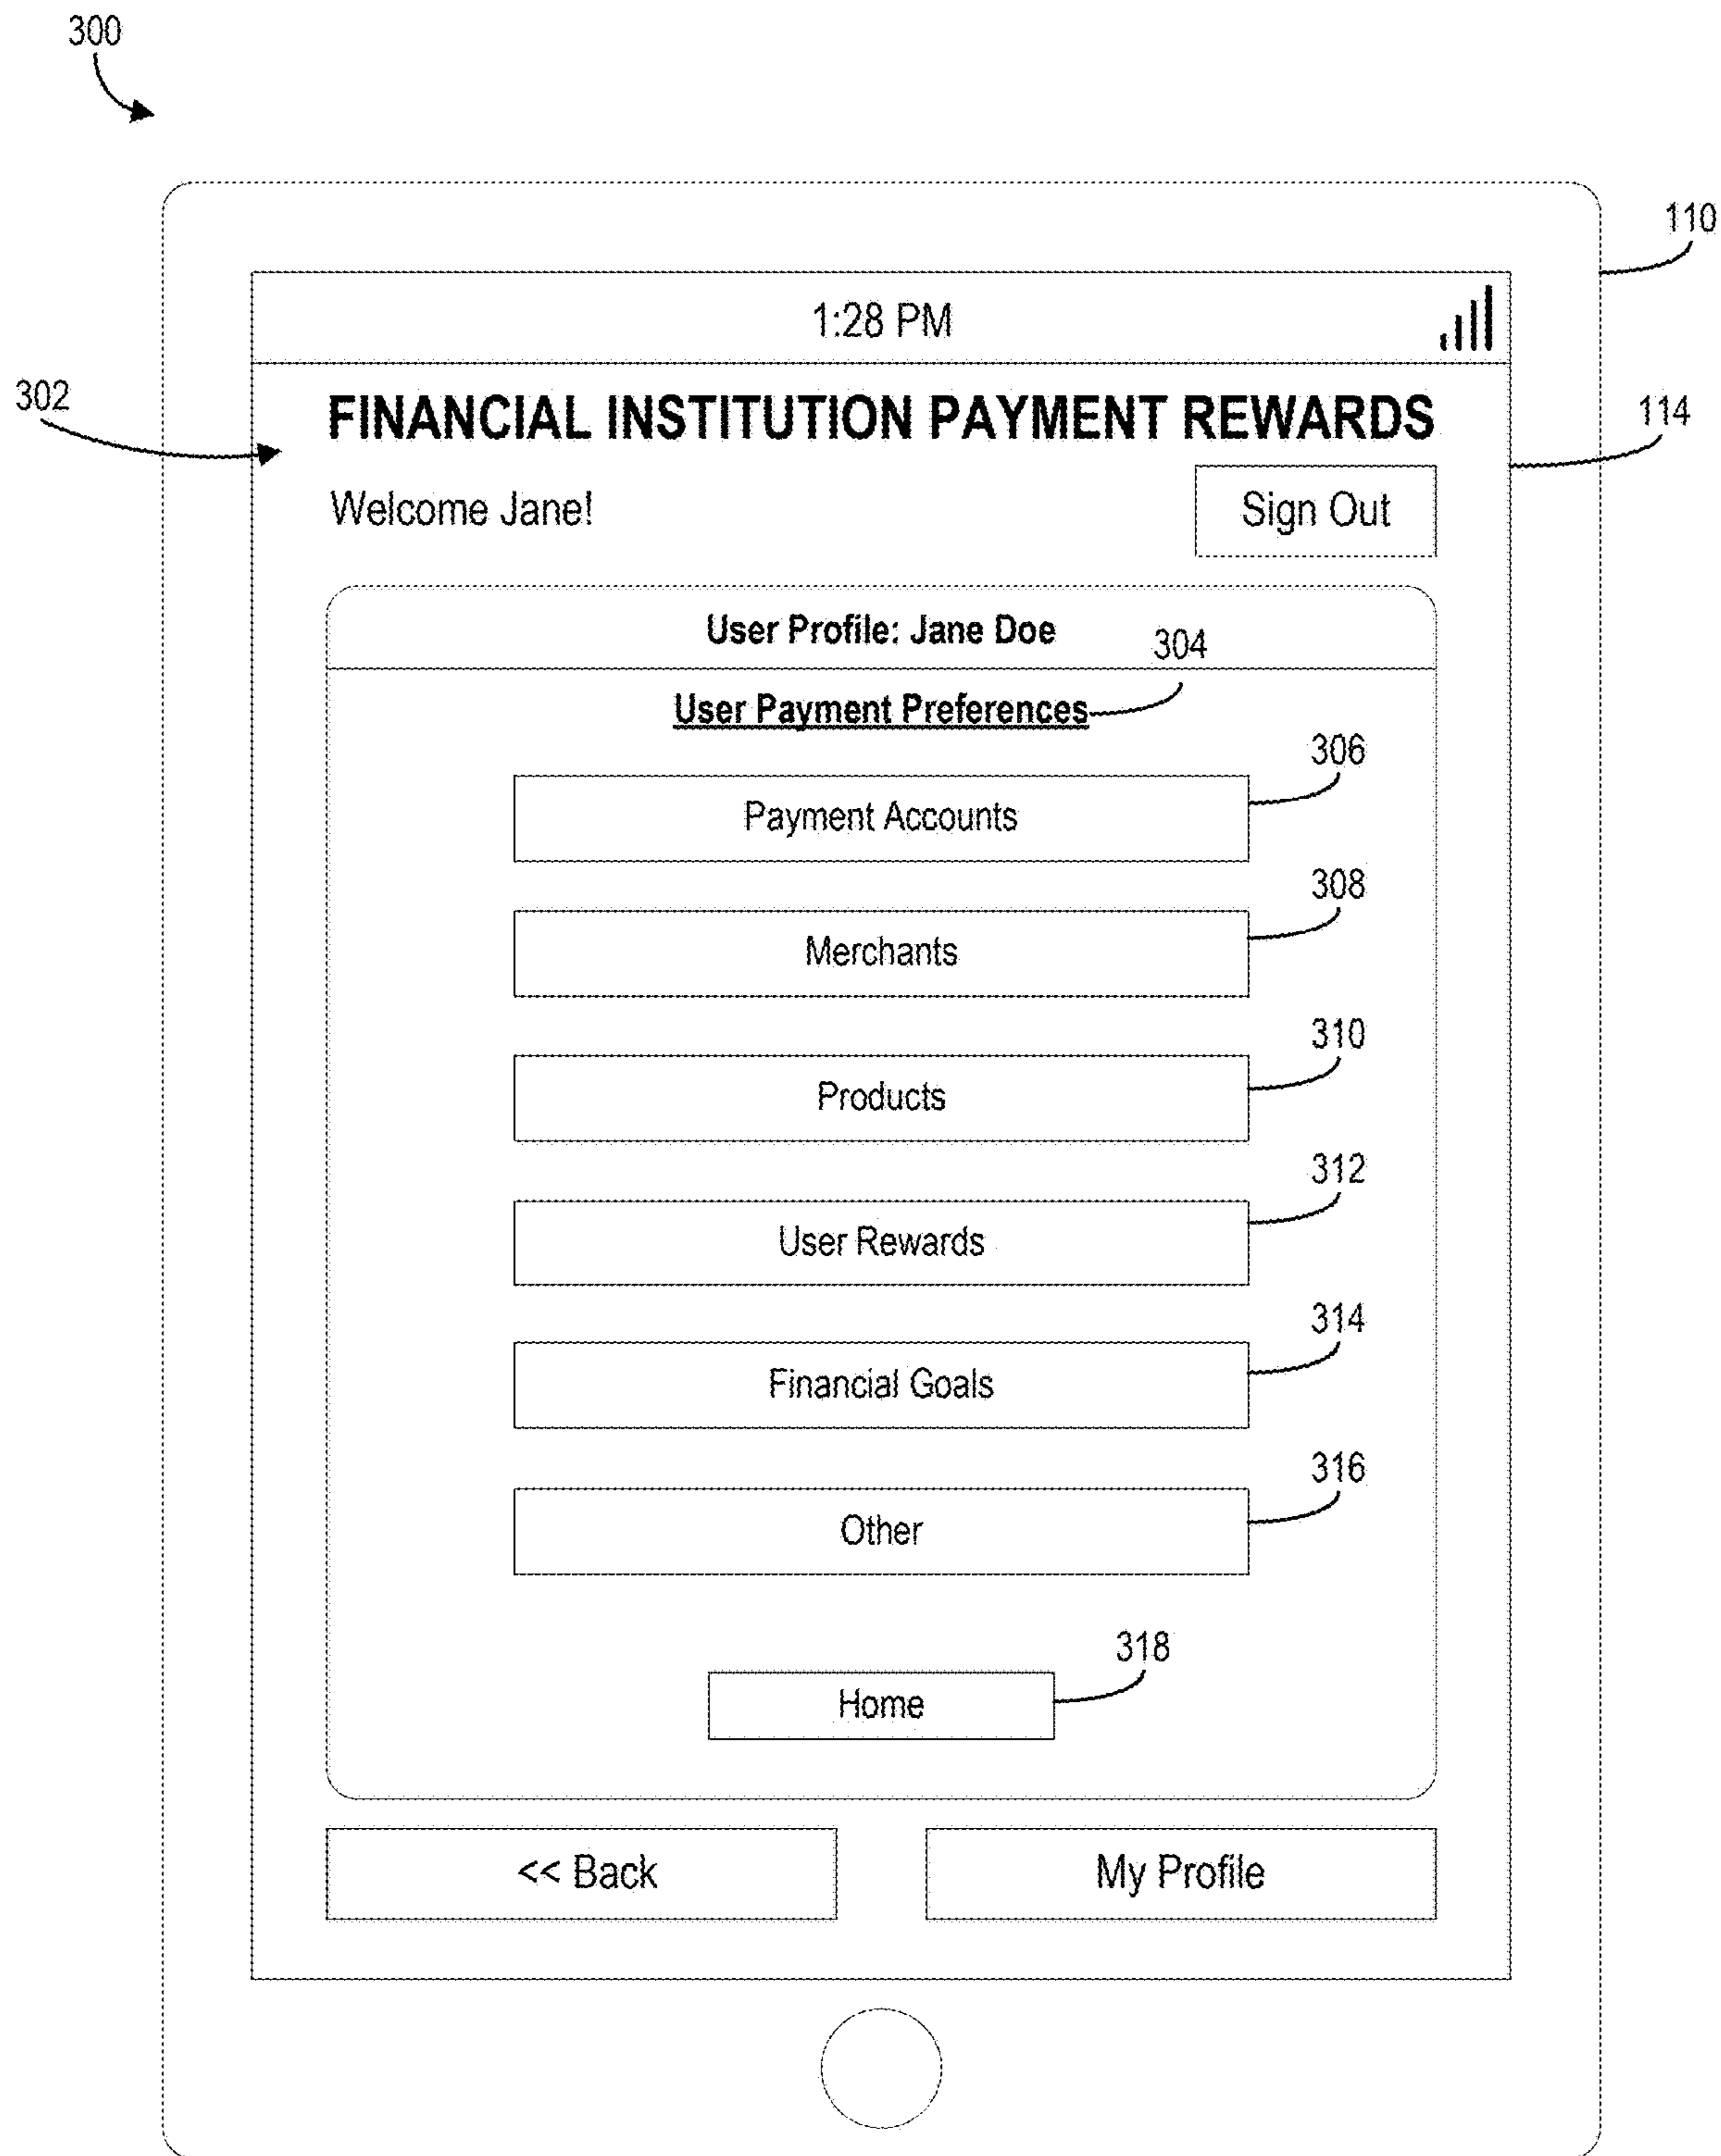 300
110
1:28 PM
302
FINANCIAL INSTITUTION PAYMENT REWARDS
114
Welcome Jane!
Sign Out
User Profile: Jane Doe
304
User Payment Preferences
306
Payment Accounts
308
Merchants
310
Products
312
User Rewards
314
Financial Goals
316
Other
318
Home
<< Back
My Profile